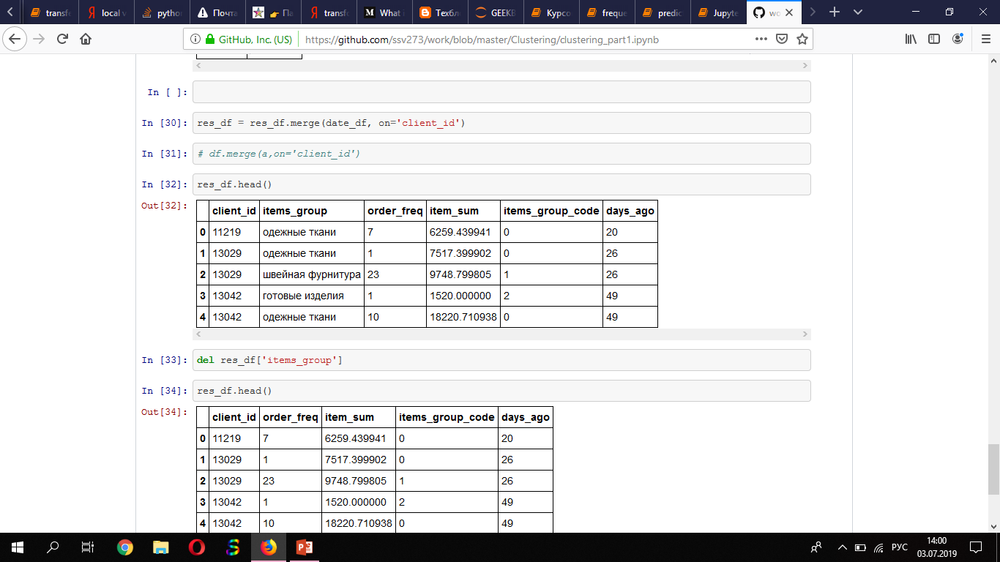 transfo local v pythor Почта Па transfo What i Техбл GEEKB Курсо freque predic Jupyte wo
GitHub, Inc. (US) https://github.com/ssv273/work/blob/master/Clustering/clustering_part1.ipynb
In [ ]:
In [30]: res_df = res_df.merge(date_df, on='client_id')
In [31]: # df.merge(a,on='client_id')
In [32]: res_df.head()
Out[32]:
client_id items_group order_freq item_sum items_group_code days_ago
0 11219 одежные ткани 7 6259.439941 0 20
1 13029 одежные ткани 1 7517.399902 0 26
2 13029 швейная фурнитура 23 9748.799805 1 26
3 13042 готовые изделия 1 1520.000000 2 49
4 13042 одежные ткани 10 18220.710938 0 49
In [33]: del res_df['items_group']
In [34]: res_df.head()
Out[34]:
client_id order_freq item_sum items_group_code days_ago
0 11219 7 6259.439941 0 20
1 13029 1 7517.399902 0 26
2 13029 23 9748.799805 1 26
3 13042 1 1520.000000 2 49
4 13042 10 18220.710938 0 49
РУС 14:00
03.07.2019